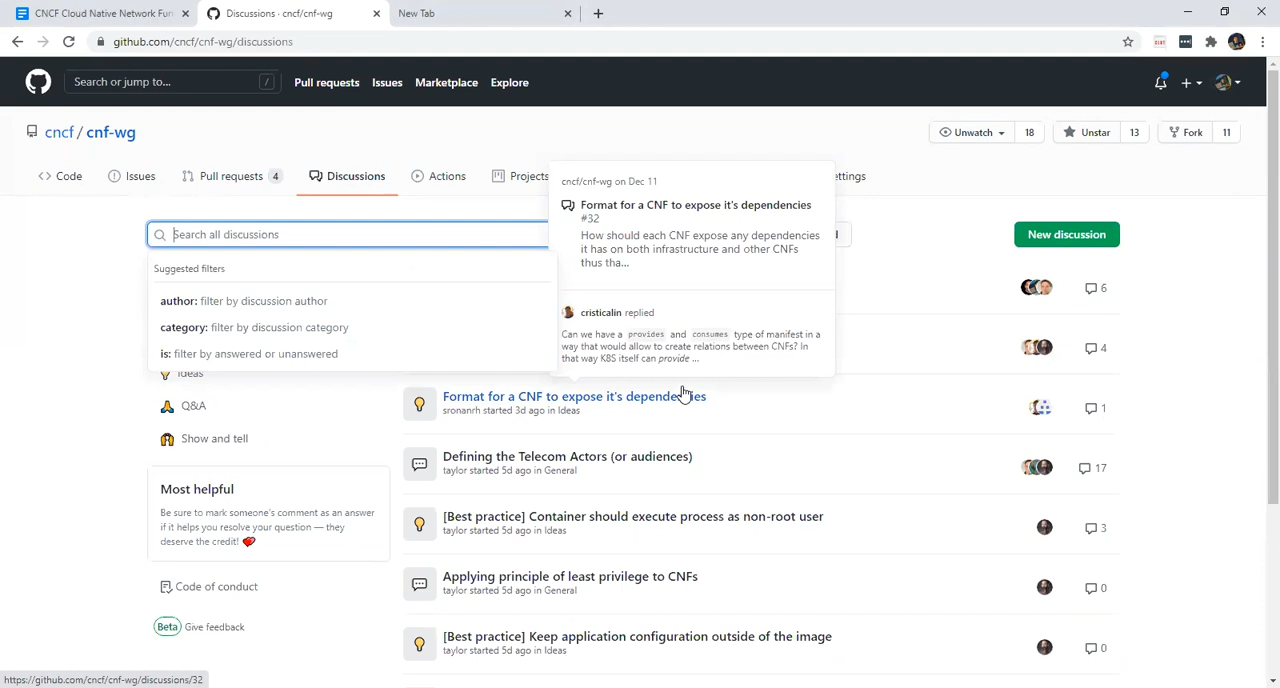 CNCF Cloud Native Network Fun
Discussions · cncf/cnf-wg
New Tab
github.com/cncf/cnf-wg/discussions
Search or jump to...
/
Pull requests
Issues
Marketplace
Explore
cncf / cnf-wg
Unwatch
18
Unstar
13
Fork
11
Code
Issues
Pull requests 4
Discussions
Actions
Projects
ettings
cncf/cnf-wg on Dec 11
Format for a CNF to expose it's dependencies
#32
How should each CNF expose any dependencies
it has on both infrastructure and other CNFs
thus tha...
cristicalin replied
Can we have a provides and consumes type of manifest in a
way that would allow to create relations between CNFs? In
that way K8S itself can provide ...
Search all discussions
New discussion
Suggested filters
author: filter by discussion author
category: filter by discussion category
is: filter by answered or unanswered
Ideas
Q&A
Show and tell
Most helpful
Be sure to mark someone's comment as an answer
if it helps you resolve your question — they
deserve the credit!
Code of conduct
Beta Give feedback
6
4
Format for a CNF to expose it's dependencies
sronanrh started 3d ago in Ideas
1
Defining the Telecom Actors (or audiences)
taylor started 5d ago in General
17
[Best practice] Container should execute process as non-root user
taylor started 5d ago in Ideas
3
Applying principle of least privilege to CNFs
taylor started 5d ago in General
0
[Best practice] Keep application configuration outside of the image
taylor started 5d ago in Ideas
0
https://github.com/cncf/cnf-wg/discussions/32